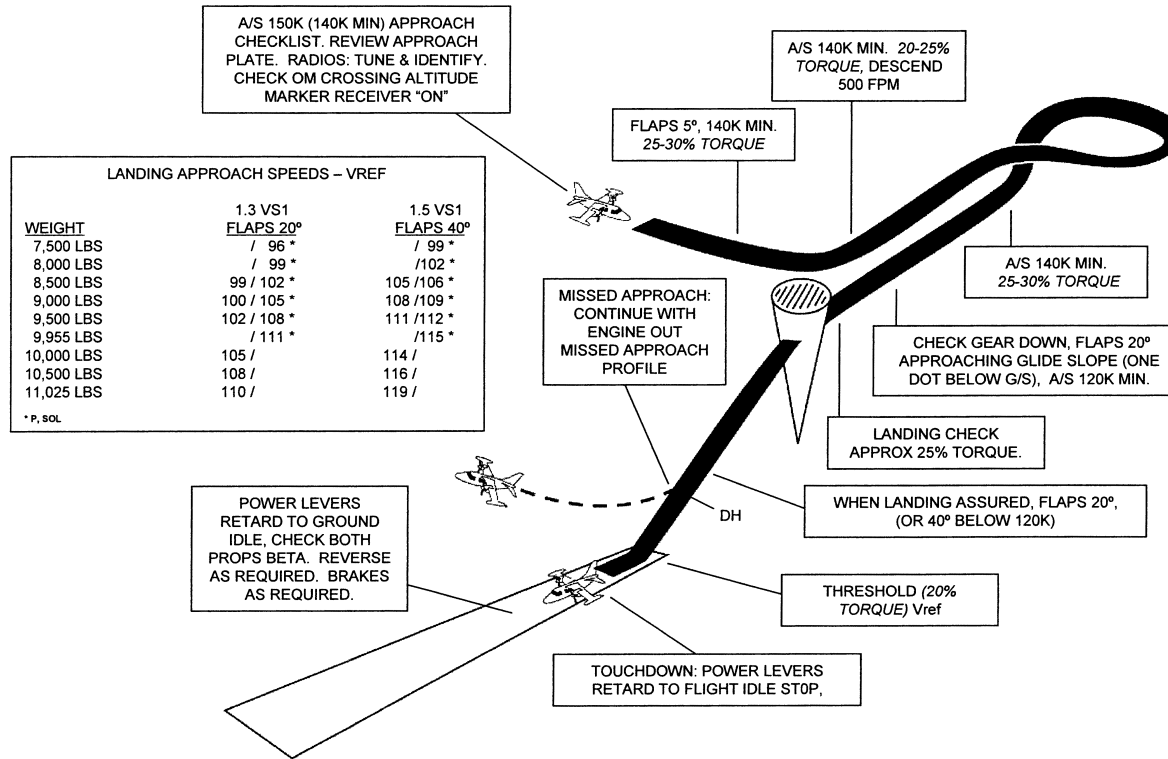 A/S 150K (140K MIN) APPROACH
CHECKLIST. REVIEW APPROACH
PLATE. RADIOS: TUNE & IDENTIFY.
CHECK OM CROSSING ALTITUDE
MARKER RECEIVER "ON"
A/S 140K MIN. 20-25%
TORQUE, DESCEND
500 FPM
FLAPS 5º, 140K MIN.
25-30% TORQUE
LANDING APPROACH SPEEDS – VREF
1.3 VS1 1.5 VS1
WEIGHT FLAPS 20º FLAPS 40º
7,500 LBS / 96 * / 99 *
8,000 LBS / 99 * /102 *
8,500 LBS 99 / 102 * 105 /106 *
9,000 LBS 100 / 105 * 108 /109 *
9,500 LBS 102 / 108 * 111 /112 *
9,955 LBS / 111 * /115 *
10,000 LBS 105 / 114 /
10,500 LBS 108 / 116 /
11,025 LBS 110 / 119 /
* P, SOL
A/S 140K MIN.
25-30% TORQUE
MISSED APPROACH:
CONTINUE WITH
ENGINE OUT
MISSED APPROACH
PROFILE
CHECK GEAR DOWN, FLAPS 20º
APPROACHING GLIDE SLOPE (ONE
DOT BELOW G/S), A/S 120K MIN.
LANDING CHECK
APPROX 25% TORQUE.
WHEN LANDING ASSURED, FLAPS 20º,
(OR 40º BELOW 120K)
DH
POWER LEVERS
RETARD TO GROUND
IDLE, CHECK BOTH
PROPS BETA. REVERSE
AS REQUIRED. BRAKES
AS REQUIRED.
THRESHOLD (20%
TORQUE) Vref
TOUCHDOWN: POWER LEVERS
RETARD TO FLIGHT IDLE ST0P,